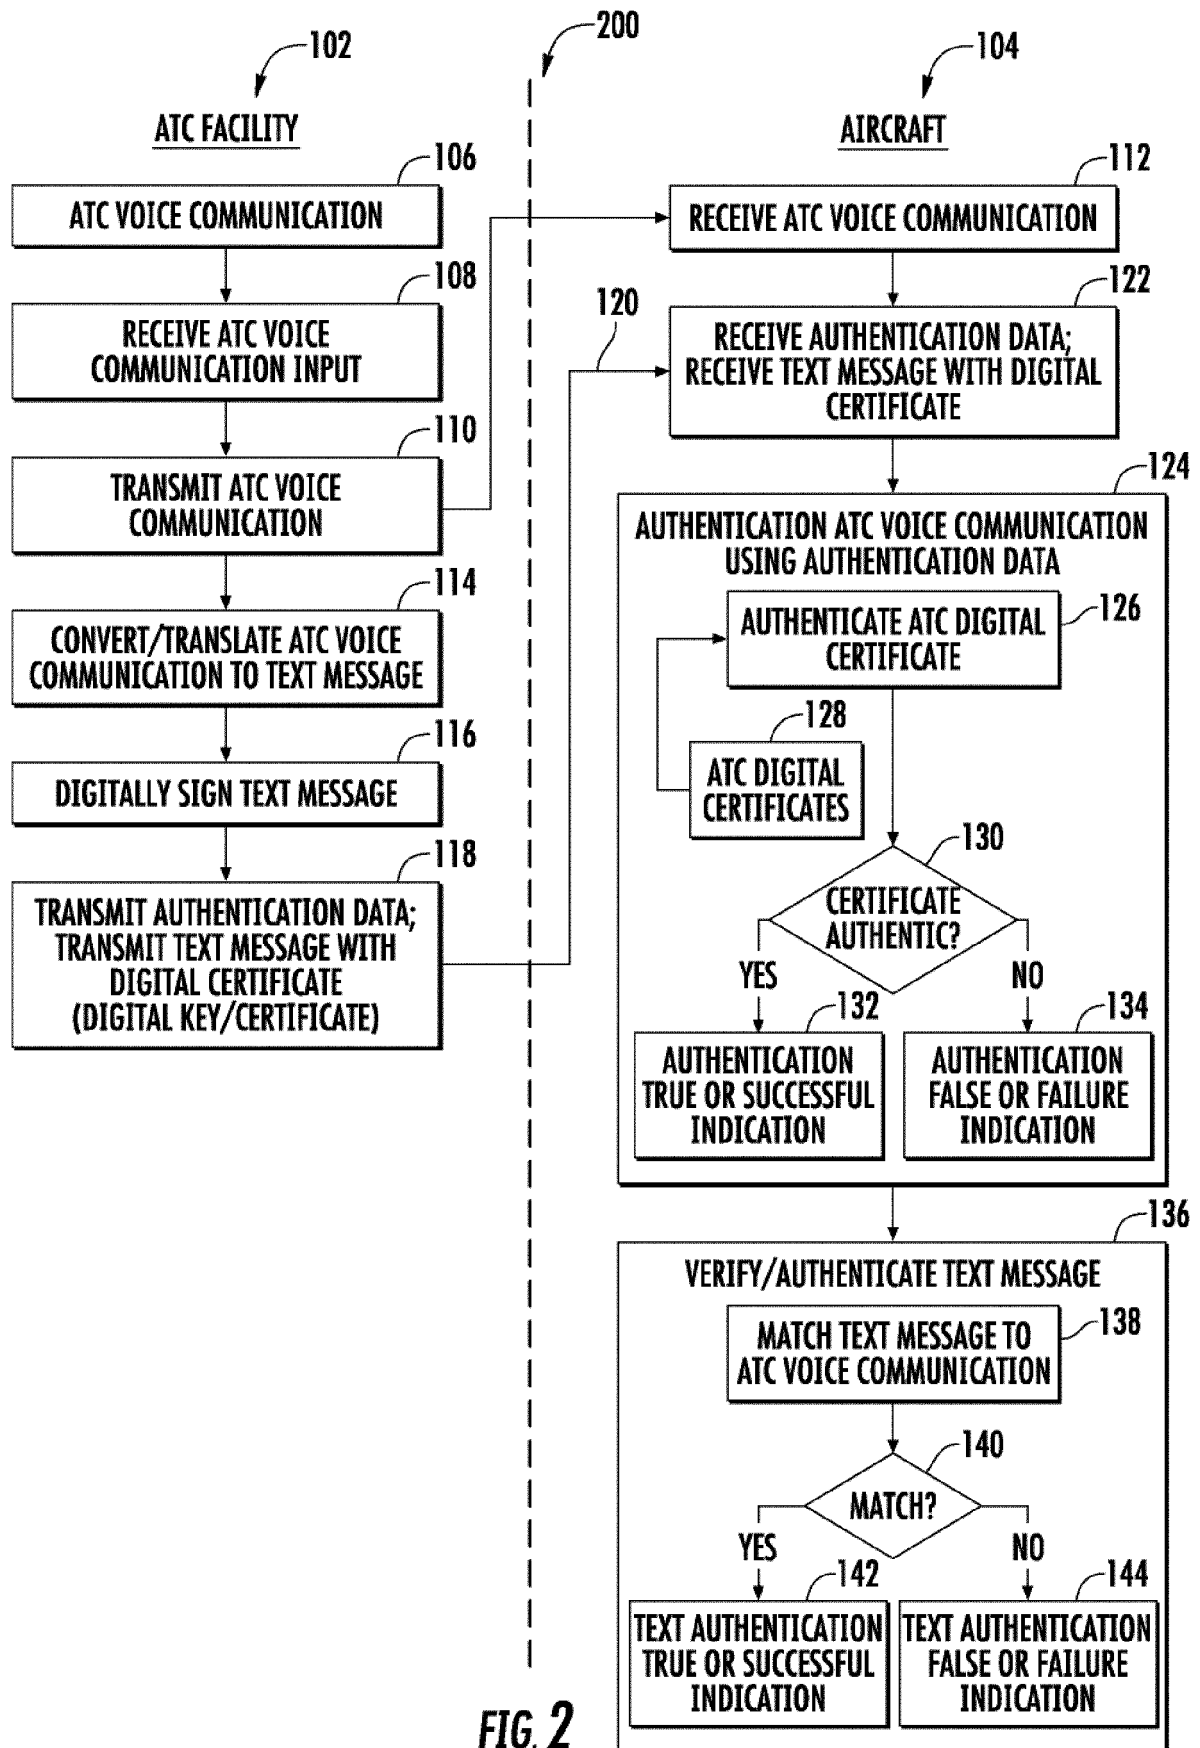 200
102
ATC FACILITY
106
ATC VOICE COMMUNICATION
108
RECEIVE ATC VOICE
COMMUNICATION INPUT
110
TRANSMIT ATC VOICE
COMMUNICATION
114
CONVERT/TRANSLATE ATC VOICE
COMMUNICATION TO TEXT MESSAGE
116
DIGITALLY SIGN TEXT MESSAGE
118
TRANSMIT AUTHENTICATION DATA;
TRANSMIT TEXT MESSAGE WITH
DIGITAL CERTIFICATE
(DIGITAL KEY/CERTIFICATE)
104
AIRCRAFT
112
RECEIVE ATC VOICE COMMUNICATION
120
122
RECEIVE AUTHENTICATION DATA;
RECEIVE TEXT MESSAGE WITH DIGITAL
CERTIFICATE
124
AUTHENTICATION ATC VOICE COMMUNICATION
USING AUTHENTICATION DATA
126
AUTHENTICATE ATC DIGITAL
CERTIFICATE
128
ATC DIGITAL
CERTIFICATES
130
CERTIFICATE
AUTHENTIC?
YES
NO
132
AUTHENTICATION
TRUE OR SUCCESSFUL
INDICATION
134
AUTHENTICATION
FALSE OR FAILURE
INDICATION
136
VERIFY/AUTHENTICATE TEXT MESSAGE
138
MATCH TEXT MESSAGE TO
ATC VOICE COMMUNICATION
140
MATCH?
YES
NO
142
TEXT AUTHENTICATION
TRUE OR SUCCESSFUL
INDICATION
144
TEXT AUTHENTICATION
FALSE OR FAILURE
INDICATION
FIG. 2